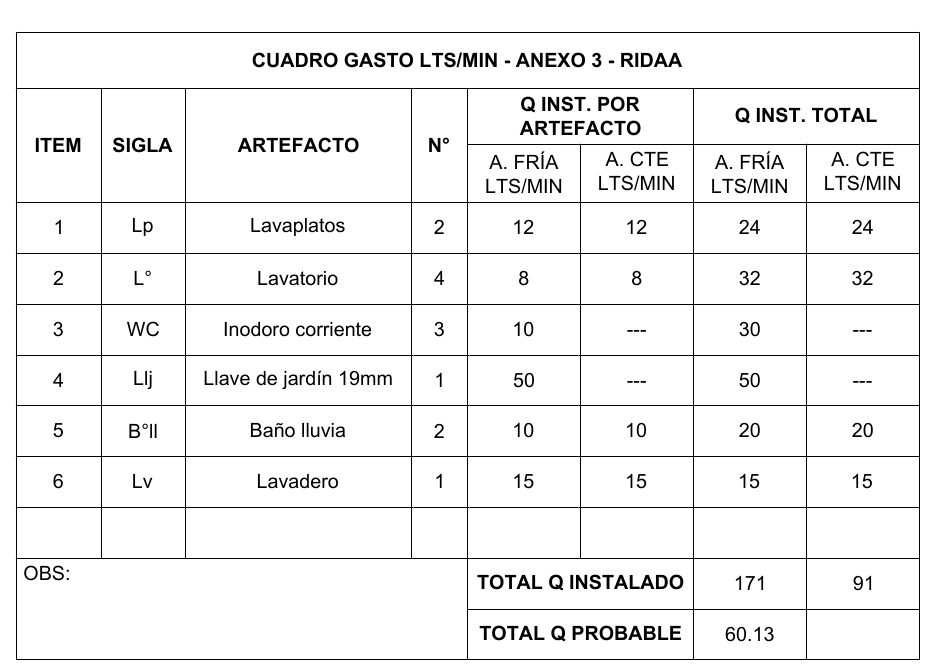 CUADRO GASTO LTS/MIN - ANEXO 3 - RIDAA
ITEM SIGLA ARTEFACTO N° Q INST. POR ARTEFACTO Q INST. TOTAL
A. FRÍA LTS/MIN A. CTE LTS/MIN A. FRÍA LTS/MIN A. CTE LTS/MIN
1 Lp Lavaplatos 2 12 12 24 24
2 L° Lavatorio 4 8 8 32 32
3 WC Inodoro corriente 3 10 --- 30 ---
4 Llj Llave de jardín 19mm 1 50 --- 50 ---
5 B°ll Baño lluvia 2 10 10 20 20
6 Lv Lavadero 1 15 15 15 15
OBS:
TOTAL Q INSTALADO 171 91
TOTAL Q PROBABLE 60.13